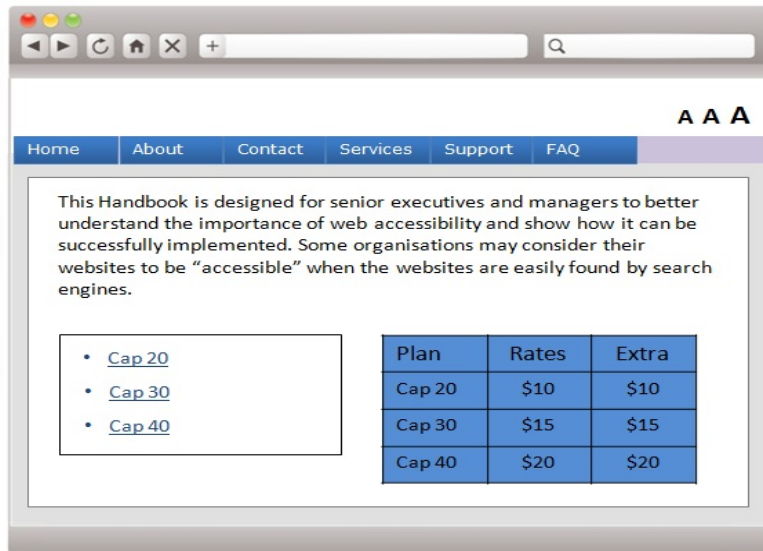 A A A
Home About Contact Services Support FAQ
This Handbook is designed for senior executives and managers to better
understand the importance of web accessibility and show how it can be
successfully implemented. Some organisations may consider their
websites to be “accessible” when the websites are easily found by search
engines.
• Cap 20
• Cap 30
• Cap 40
Plan Rates Extra
Cap 20 $10 $10
Cap 30 $15 $15
Cap 40 $20 $20